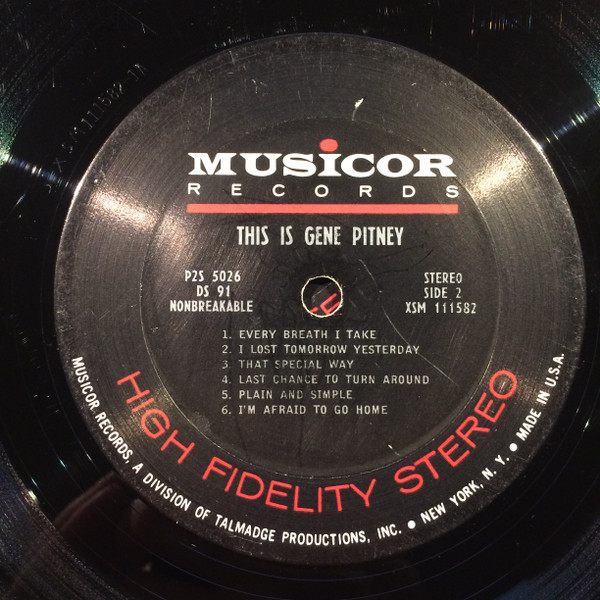 MUSICOR
RECORDS
THIS IS GENE PITNEY
P2S 5026
DS 91
NONBREAKABLE
STEREO
SIDE 2
XSM 111582
1. EVERY BREATH I TAKE
2. I LOST TOMORROW YESTERDAY
3. THAT SPECIAL WAY
4. LAST CHANCE TO TURN AROUND
5. PLAIN AND SIMPLE
6. I'M AFRAID TO GO HOME
HIGH FIDELITY STEREO
MUSICOR RECORDS, A DIVISION OF TALMADGE PRODUCTIONS, INC. ● NEW YORK, N. Y. ● MADE IN U.S.A.